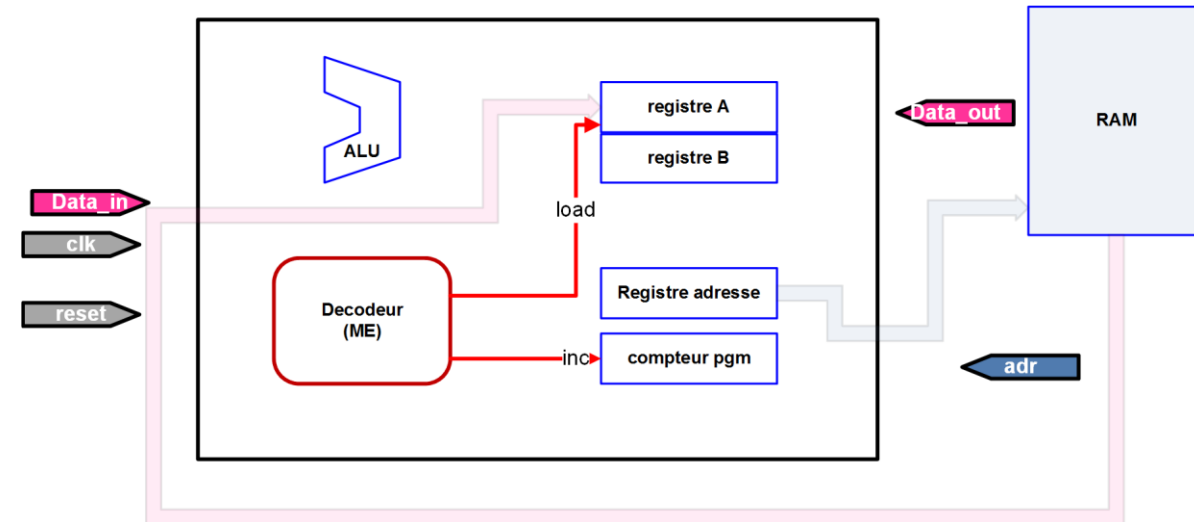 registre A
Data_out
RAM
ALU
registre B
Data_in
load
clk
Registre adresse
reset
Decodeur
(ME)
inc
compteur pgm
adr